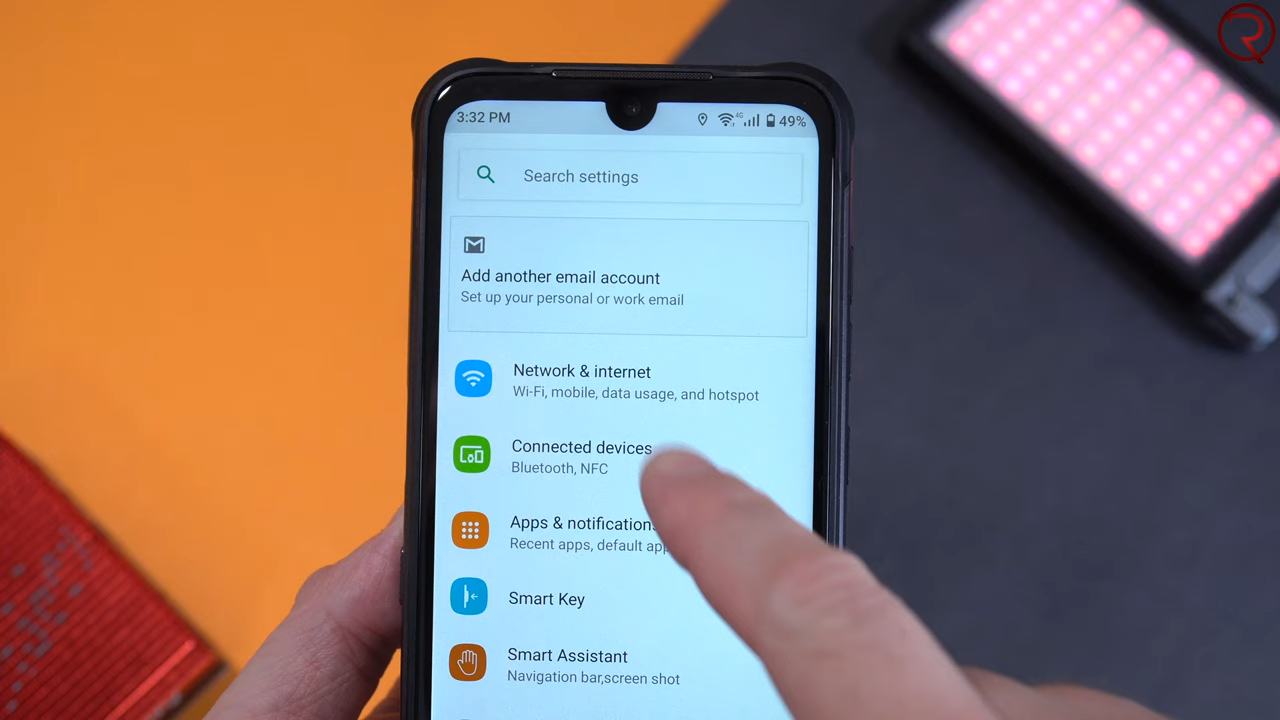 3:32 PM 4G 49%
Search settings
Add another email account
Set up your personal or work email
Network & internet
Wi-Fi, mobile, data usage, and hotspot
Connected devices
Bluetooth, NFC
Apps & notifications
Recent apps, default app
Smart Key
Smart Assistant
Navigation bar,screen shot